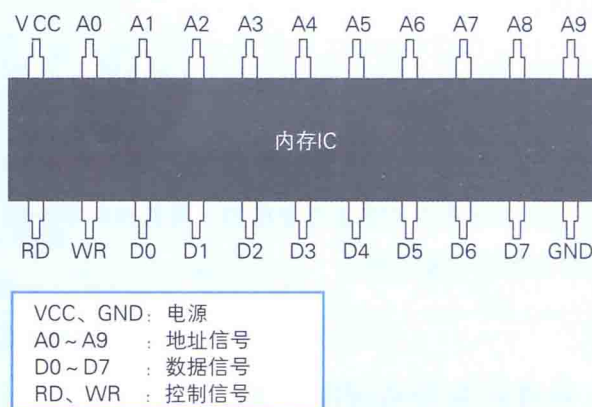 VCC A0 A1 A2 A3 A4 A5 A6 A7 A8 A9
内存IC
RD WR D0 D1 D2 D3 D4 D5 D6 D7 GND
VCC、GND：电源
A0～A9 ：地址信号
D0～D7 ：数据信号
RD、WR ：控制信号